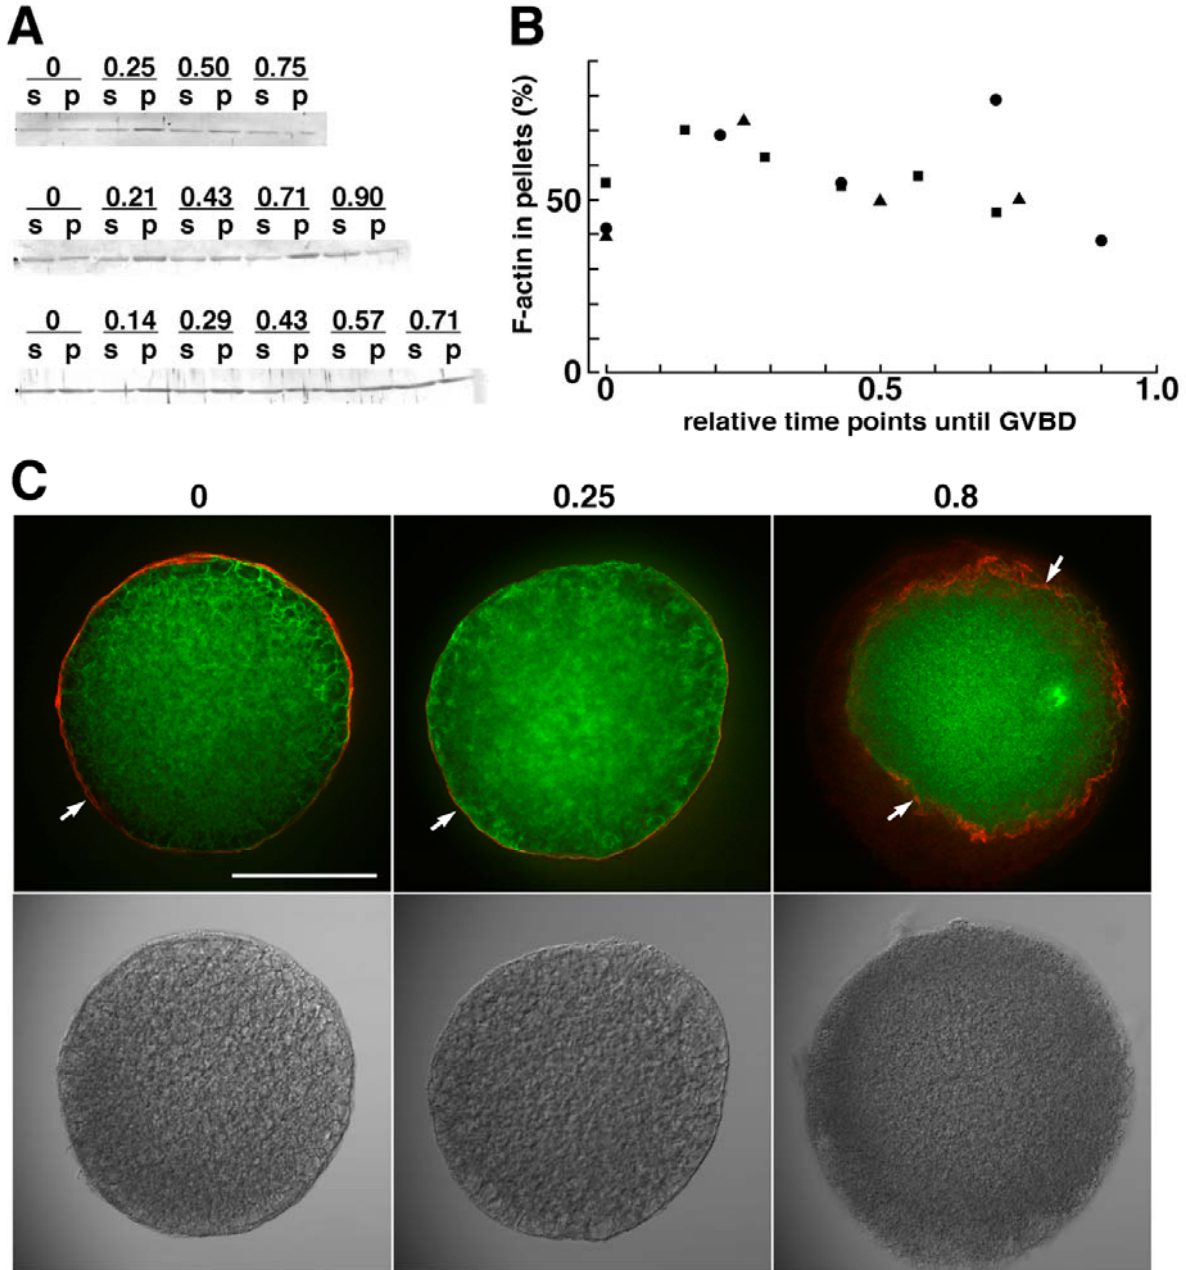 A
0 0.25 0.50 0.75
s p s p s p s p
0 0.21 0.43 0.71 0.90
s p s p s p s p s p
0 0.14 0.29 0.43 0.57 0.71
s p s p s p s p s p s p
B
F-actin in pellets (%)
50
0
0 0.5 1.0
relative time points until GVBD
C
0 0.25 0.8